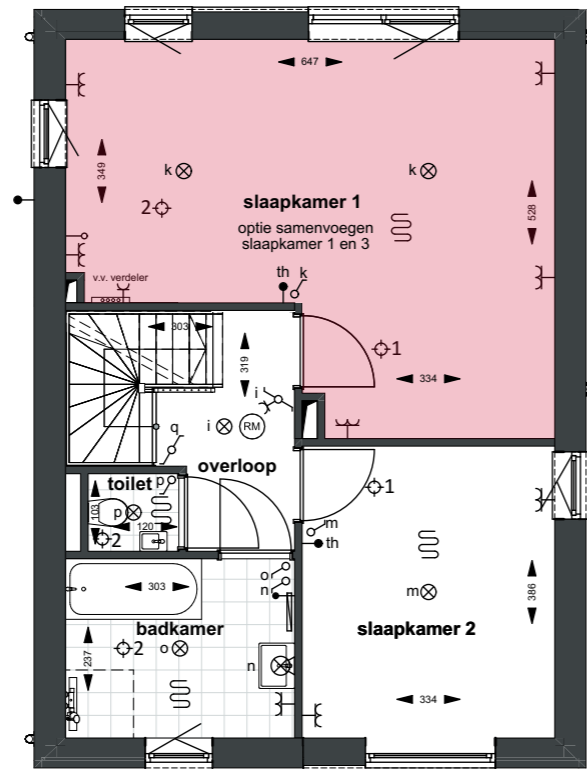 647
349
k
k
2
slaapkamer 1
optie samenvoegen
slaapkamer 1 en 3
528
v.v. verdeler
th
k
303
319
1
334
i
i
RM
q
overloop
toilet
p
1
103
p
120
2
m
th
o
n
303
m
386
badkamer
slaapkamer 2
2
o
237
n
334